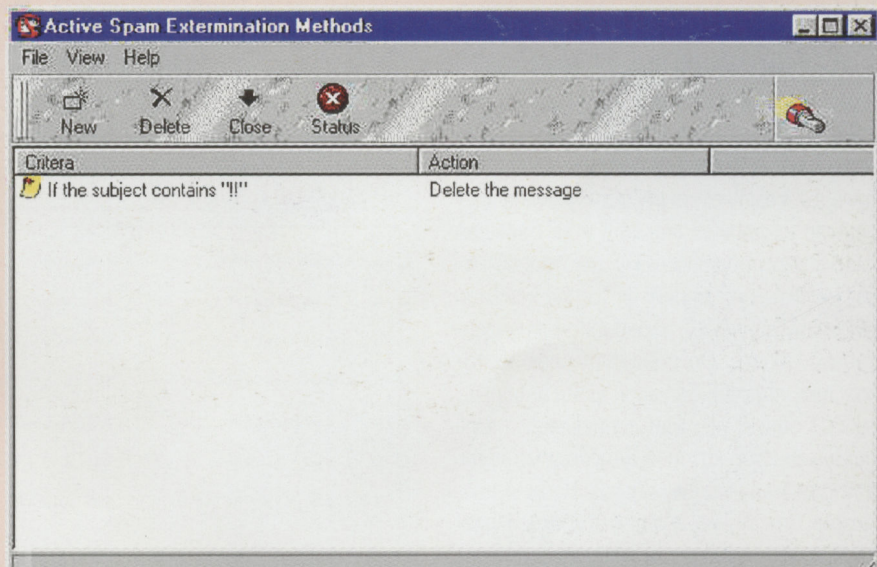 Active Spam Extermination Methods
File View Help
New Delete Close Status
Critera Action
If the subject contains "!!" Delete the message